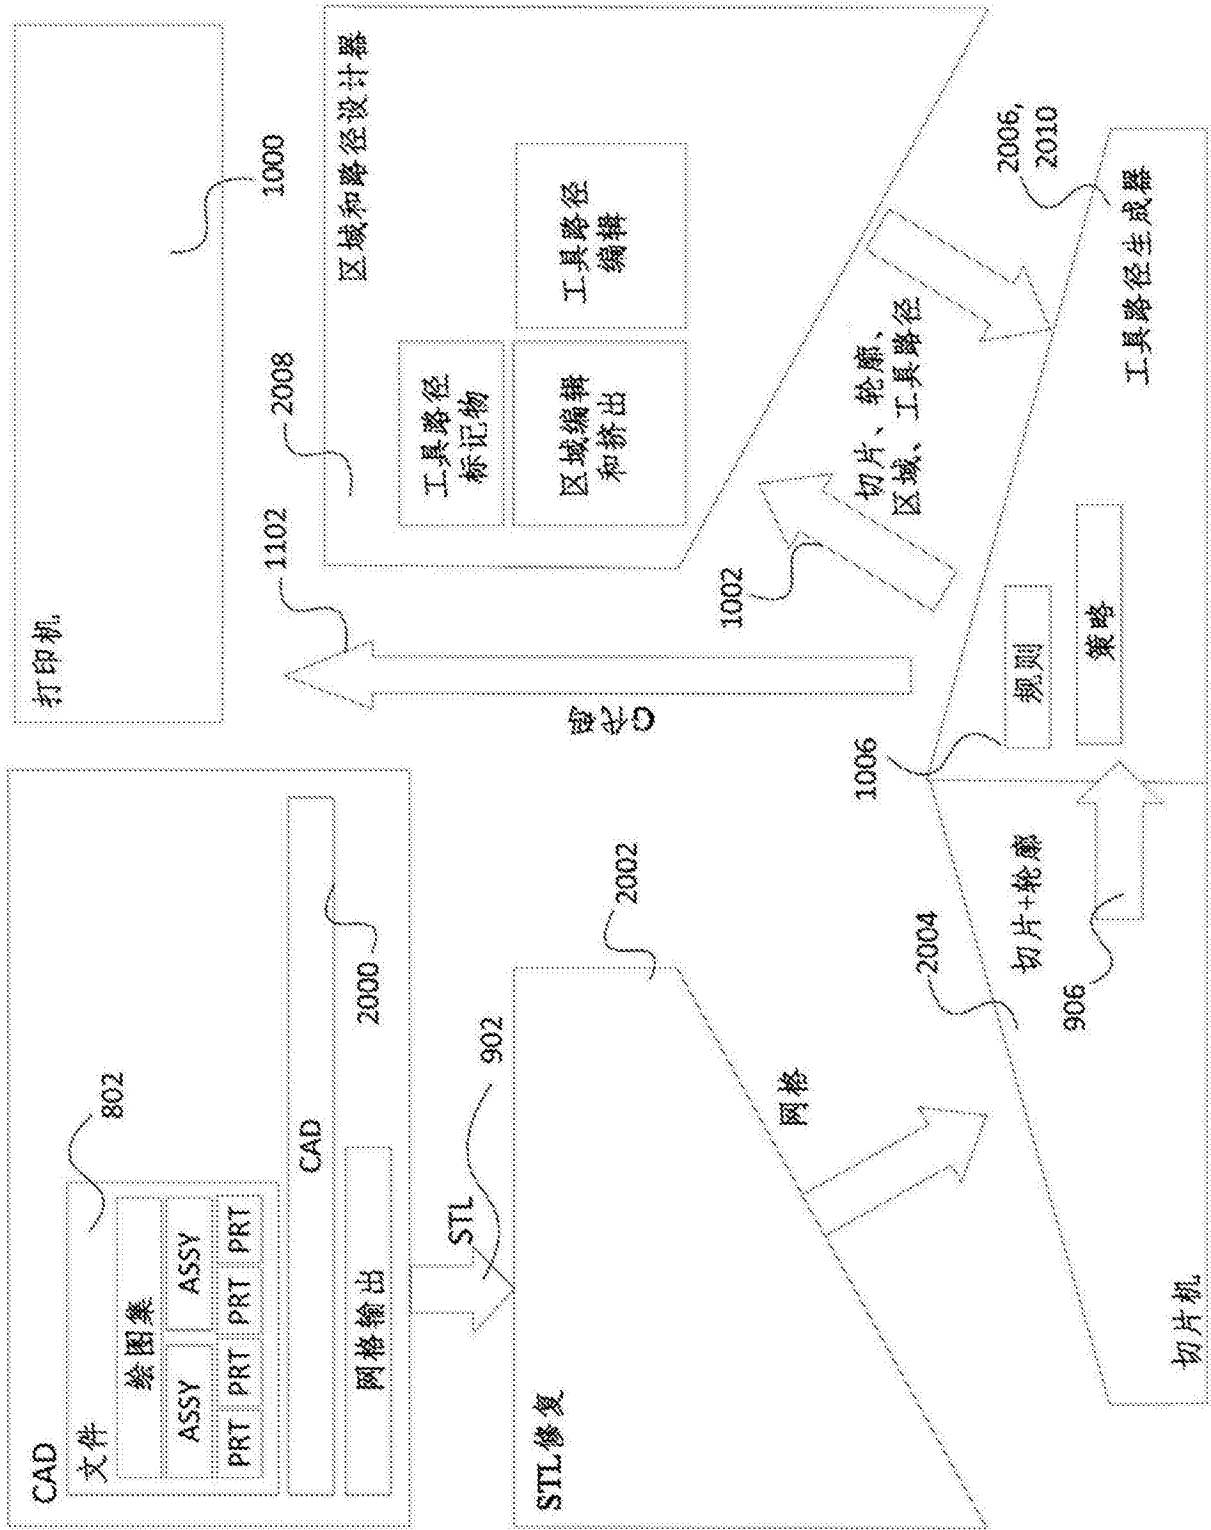 CAD
文件
802
绘图集
ASSY
ASSY
PRT
PRT
PRT
PRT
CAD
2000
网格输出
打印机
1000
1102
STL
902
STL修复
2002
网格
2008
区域和路径设计器
工具路径
标记物
区域编辑
和挤出
工具路径
编辑
1002
切片、轮廓、
区域、工具路径
切片机
2004
切片+轮廓
906
1006
规则
策略
工具路径生成器
2006,
2010